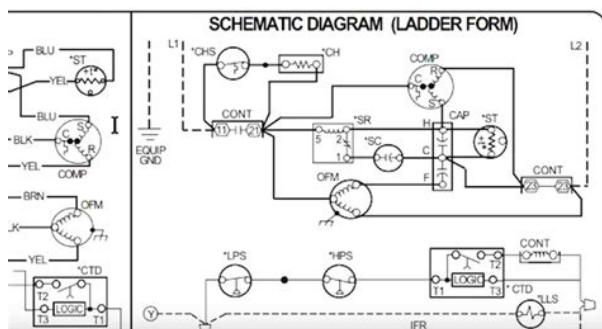 SCHEMATIC DIAGRAM (LADDER FORM)
BLU
*ST
YEL
BLU
S
C
R
BLK
YEL
COMP
BRN
OFM
YEL
*CTD
T2
T3
LOGIC
T1
L1
L2
EQUIP
GND
*CHS
*CH
COMP
R
C
S
CONT
11
21
*SR
5
2
1
*SC
CAP
H
C
F
*ST
OFM
CONT
23
23
*LPS
*HPS
T1
LOGIC
T2
T3
*CTD
CONT
*LLS
Y